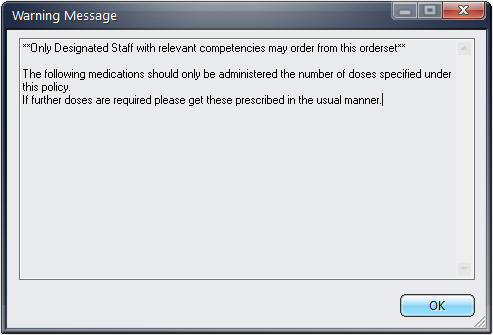 Warning Message
**Only Designated Staff with relevant competencies may order from this orderset**
The following medications should only be administered the number of doses specified under
this policy.
If further doses are required please get these prescribed in the usual manner.
OK